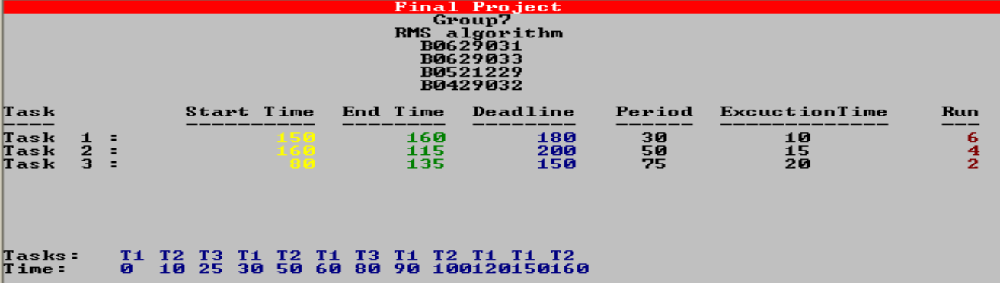 Final Project
Group7
RMS algorithm
B0629031
B0629033
B0521229
B0429032
Task Start Time End Time Deadline Period ExcuctionTime Run
Task 1 : 150 160 180 30 10 6
Task 2 : 160 115 200 50 15 4
Task 3 : 80 135 150 75 20 2
Tasks: T1 T2 T3 T1 T2 T1 T3 T1 T2 T1 T1 T2
Time: 0 10 25 30 50 60 80 90 100120150160